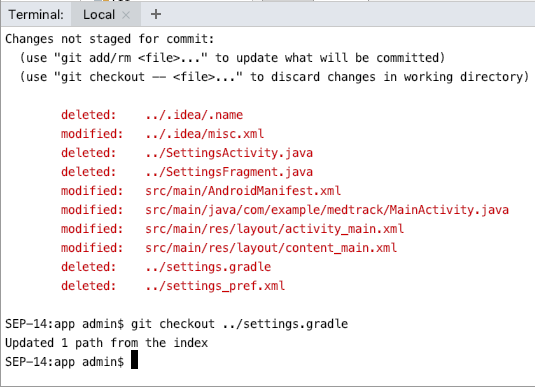 Terminal: Local × +
Changes not staged for commit:
(use "git add/rm <file>..." to update what will be committed)
(use "git checkout -- <file>..." to discard changes in working directory)
deleted: ../.idea/.name
modified: ../.idea/misc.xml
deleted: ../SettingsActivity.java
deleted: ../SettingsFragment.java
modified: src/main/AndroidManifest.xml
modified: src/main/java/com/example/medtrack/MainActivity.java
modified: src/main/res/layout/activity_main.xml
modified: src/main/res/layout/content_main.xml
deleted: ../settings.gradle
deleted: ../settings_pref.xml
SEP-14:app admin$ git checkout ../settings.gradle
Updated 1 path from the index
SEP-14:app admin$